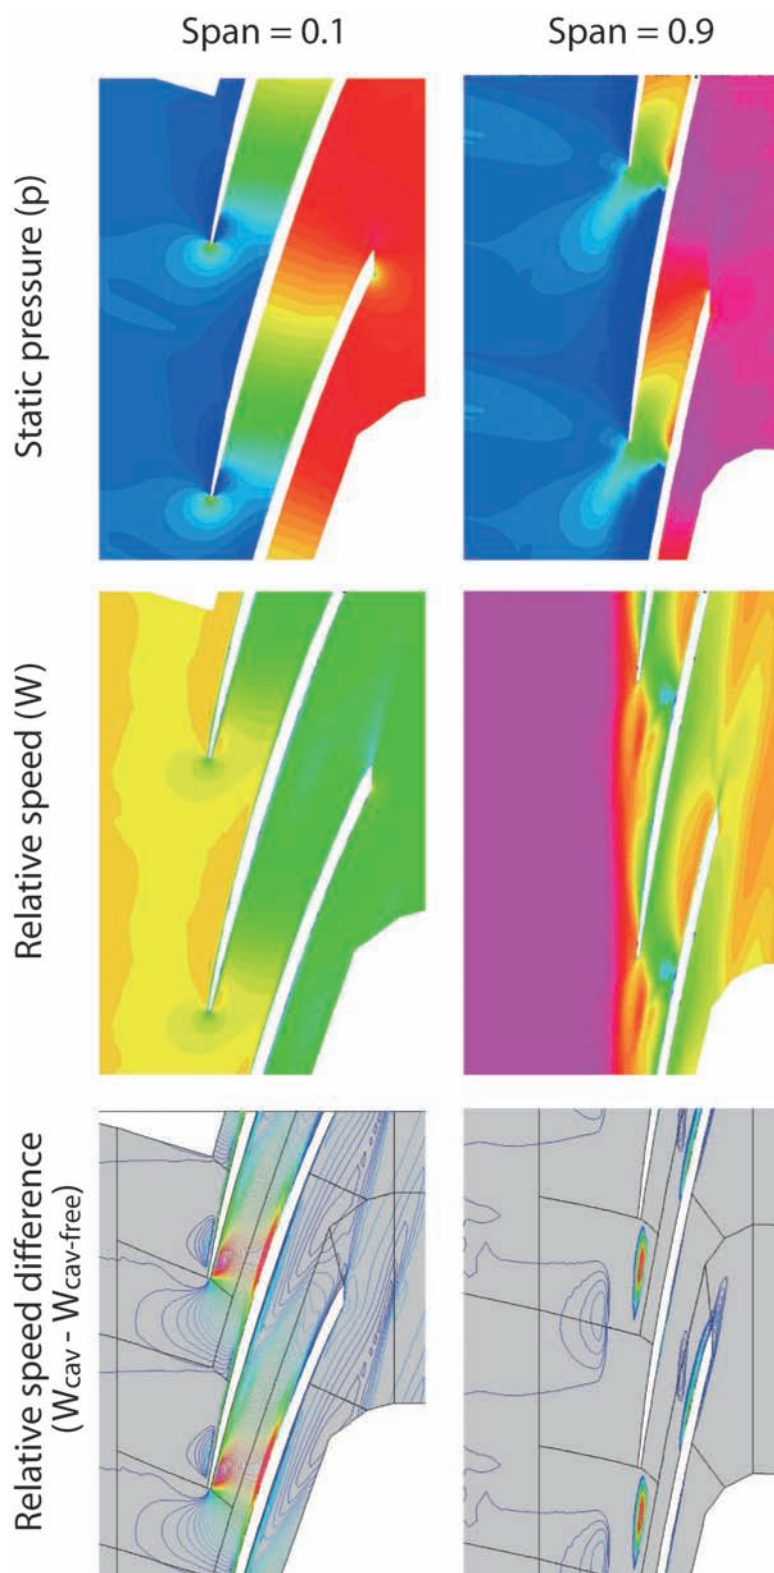 Span = 0.1
Span = 0.9
Static pressure (p)
Relative speed (W)
Relative speed difference
(Wcav - Wcav-free)